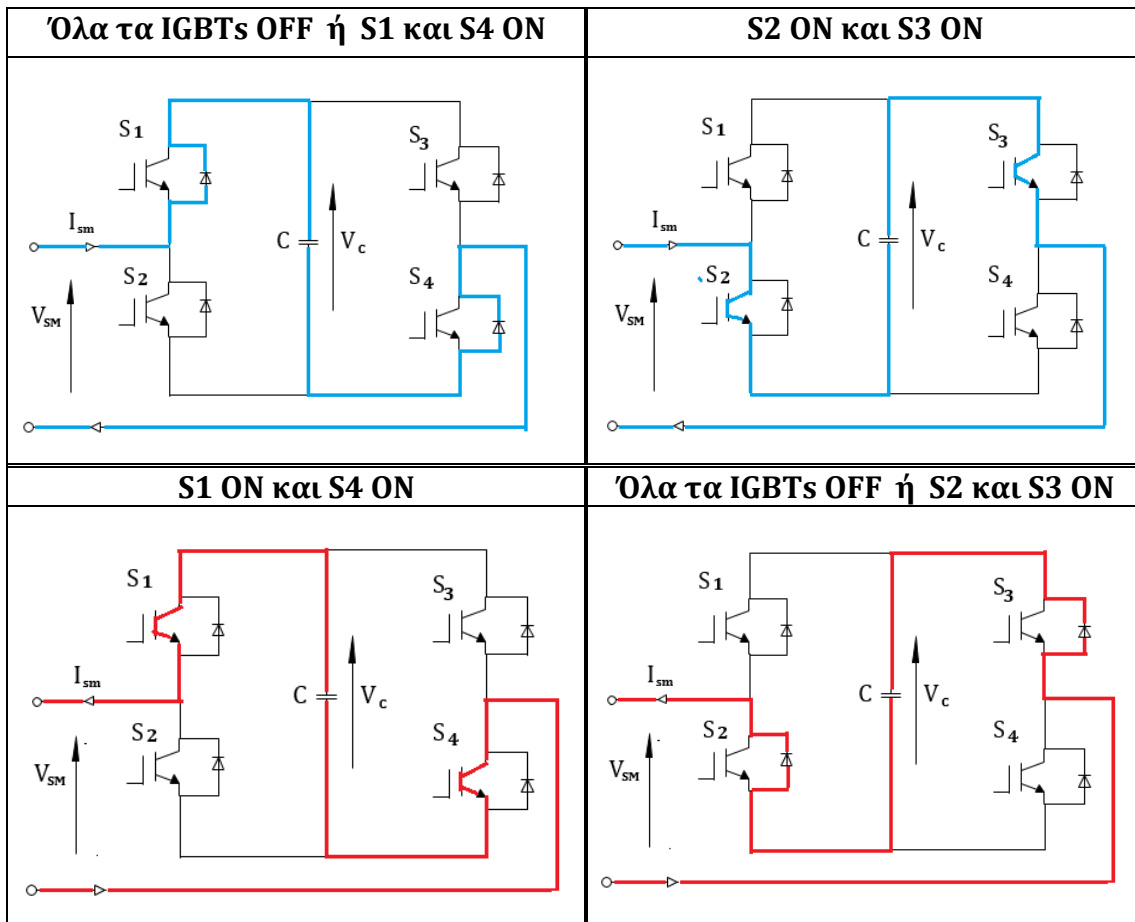 Όλα τα IGBTs OFF ή S1 και S4 ON
S2 ON και S3 ON
S1
S3
Ism
C
Vc
S2
S4
VSM
S1
S3
Ism
C
Vc
S2
S4
VSM
S1 ON και S4 ON
Όλα τα IGBTs OFF ή S2 και S3 ON
S1
S3
Ism
C
Vc
S2
S4
VSM
S1
S3
Ism
C
Vc
S2
S4
VSM